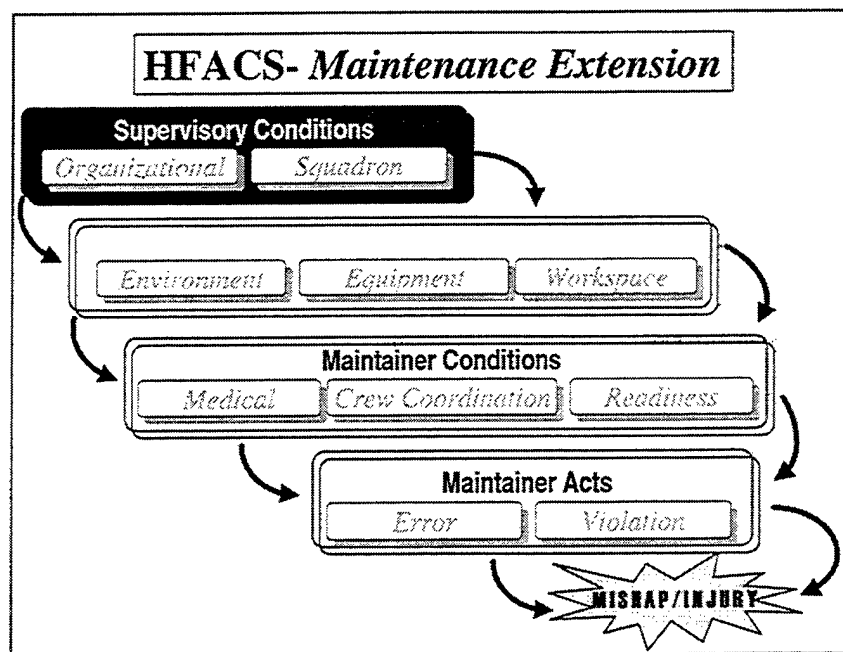 HFACS- Maintenance Extension
Supervisory Conditions
Organizational Squadron
Environment Equipment Workspace
Maintainer Conditions
Medical Crew Coordination Readiness
Maintainer Acts
Error Violation
MISHAP/INJURY